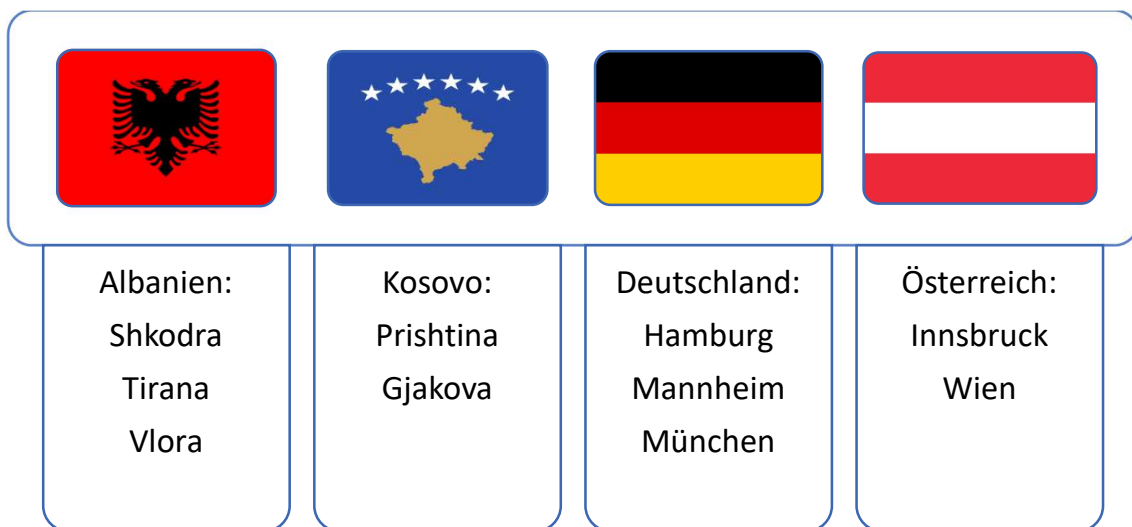 Albanien:
Shkodra
Tirana
Vlora
Kosovo:
Prishtina
Gjakova
Deutschland:
Hamburg
Mannheim
München
Österreich:
Innsbruck
Wien